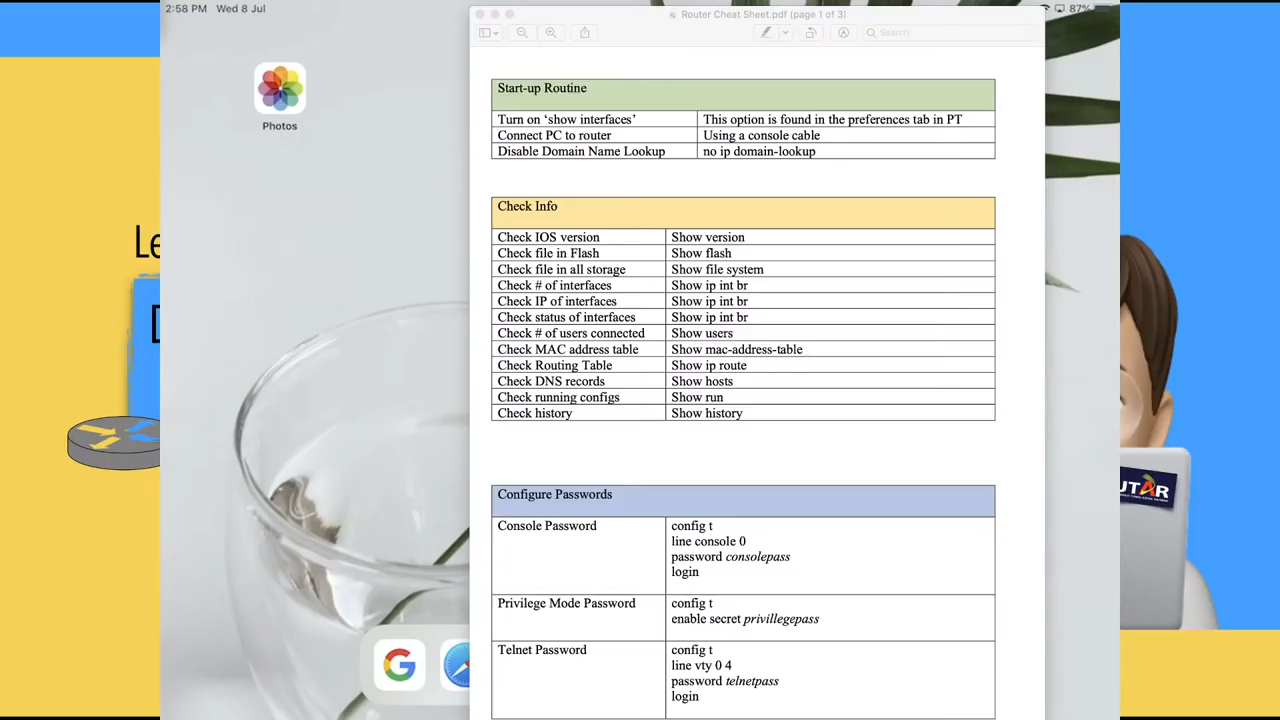 2:58 PM Wed 8 Jul
Router Cheat Sheet.pdf (page 1 of 3)
87%
Search
Photos
Start-up Routine
Turn on ‘show interfaces’ This option is found in the preferences tab in PT
Connect PC to router Using a console cable
Disable Domain Name Lookup no ip domain-lookup
Check Info
Check IOS version Show version
Check file in Flash Show flash
Check file in all storage Show file system
Check # of interfaces Show ip int br
Check IP of interfaces Show ip int br
Check status of interfaces Show ip int br
Check # of users connected Show users
Check MAC address table Show mac-address-table
Check Routing Table Show ip route
Check DNS records Show hosts
Check running configs Show run
Check history Show history
Configure Passwords
Console Password config t
line console 0
password consolepass
login
Privilege Mode Password config t
enable secret privillegepass
Telnet Password config t
line vty 0 4
password telnetpass
login
Le
UTAR